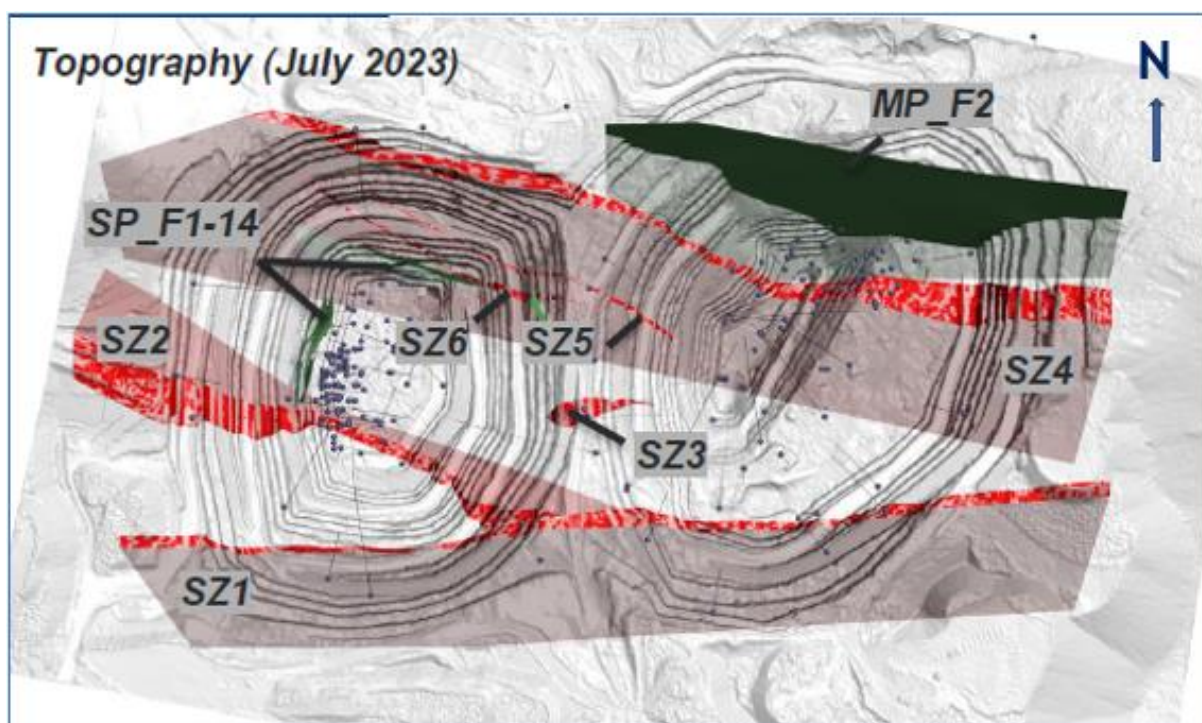 Topography (July 2023)
N
MP_F2
SP_F1-14
SZ2
SZ6
SZ5
SZ4
SZ3
SZ1